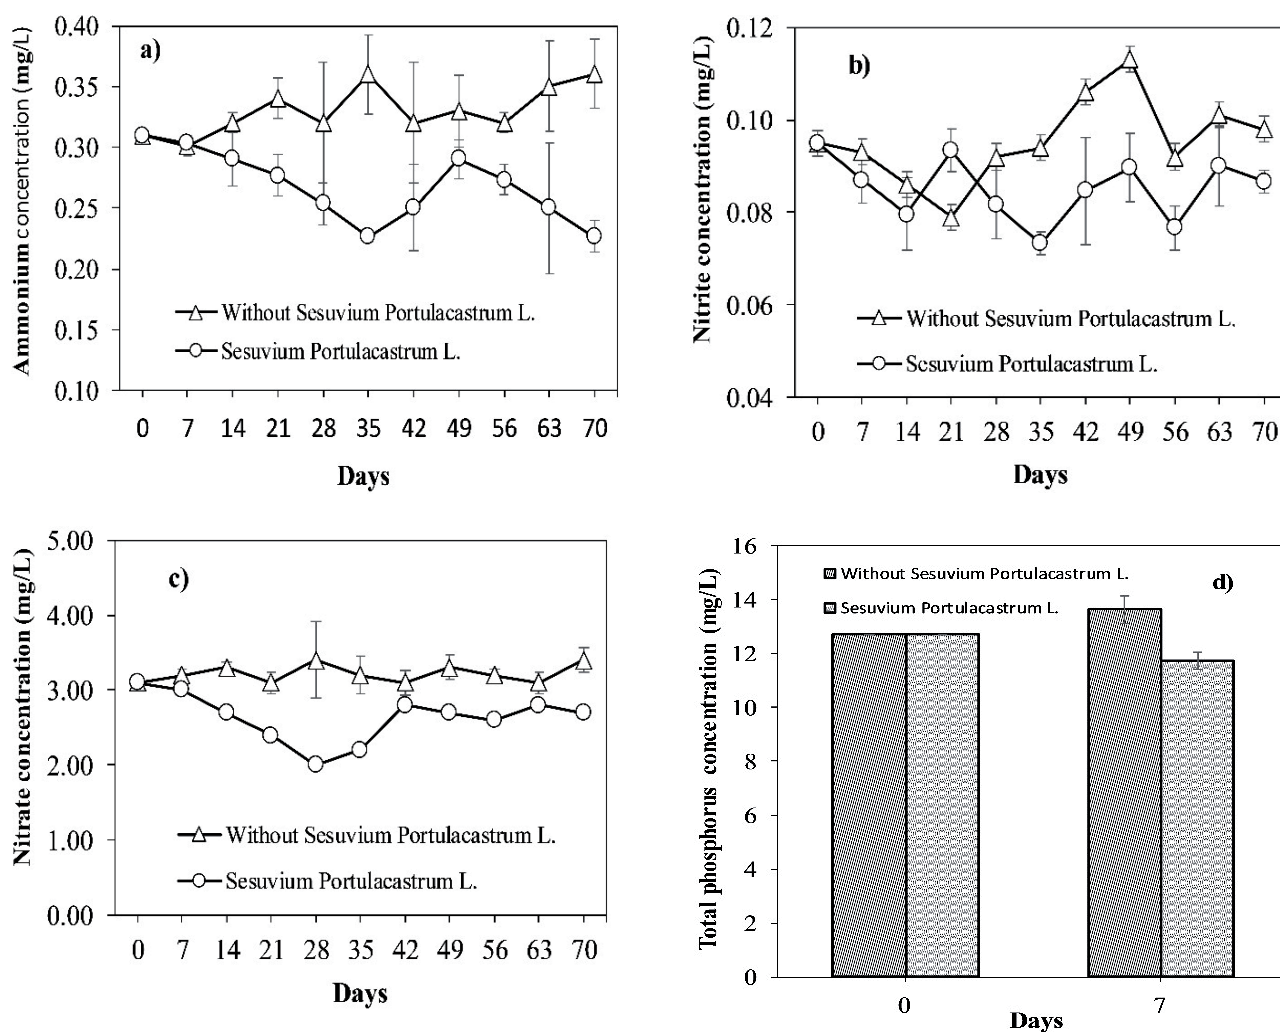 a)
Ammonium concentration (mg/L)
0.40
0.35
0.30
0.25
0.20
0.15
0.10
Without Sesuvium Portulacastrum L.
Sesuvium Portulacastrum L.
0 7 14 21 28 35 42 49 56 63 70
Days
b)
Nitrite concentration (mg/L)
0.12
0.10
0.08
0.06
0.04
Without Sesuvium Portulacastrum L.
Sesuvium Portulacastrum L.
0 7 14 21 28 35 42 49 56 63 70
Days
c)
Nitrate concentration (mg/L)
5.00
4.00
3.00
2.00
1.00
0.00
Without Sesuvium Portulacastrum L.
Sesuvium Portulacastrum L.
0 7 14 21 28 35 42 49 56 63 70
Days
d)
Total phosphorus concentration (mg/L)
16
14
12
10
8
6
4
2
0
Without Sesuvium Portulacastrum L.
Sesuvium Portulacastrum L.
0 7
Days